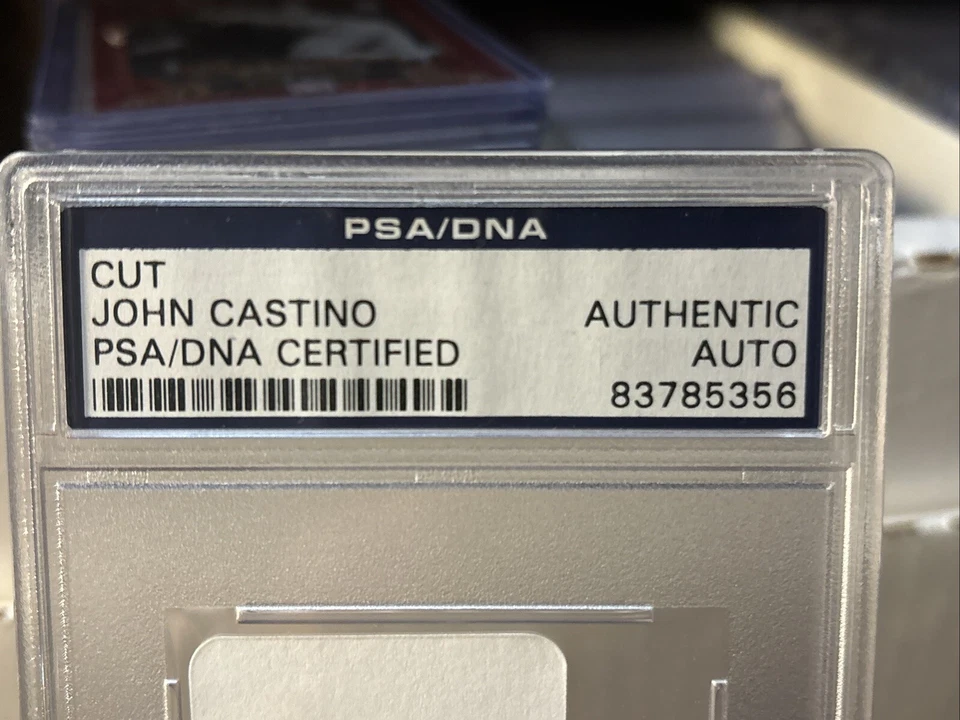 PSA/DNA
CUT
JOHN CASTINO
AUTHENTIC
PSA/DNA CERTIFIED
AUTO
83785356